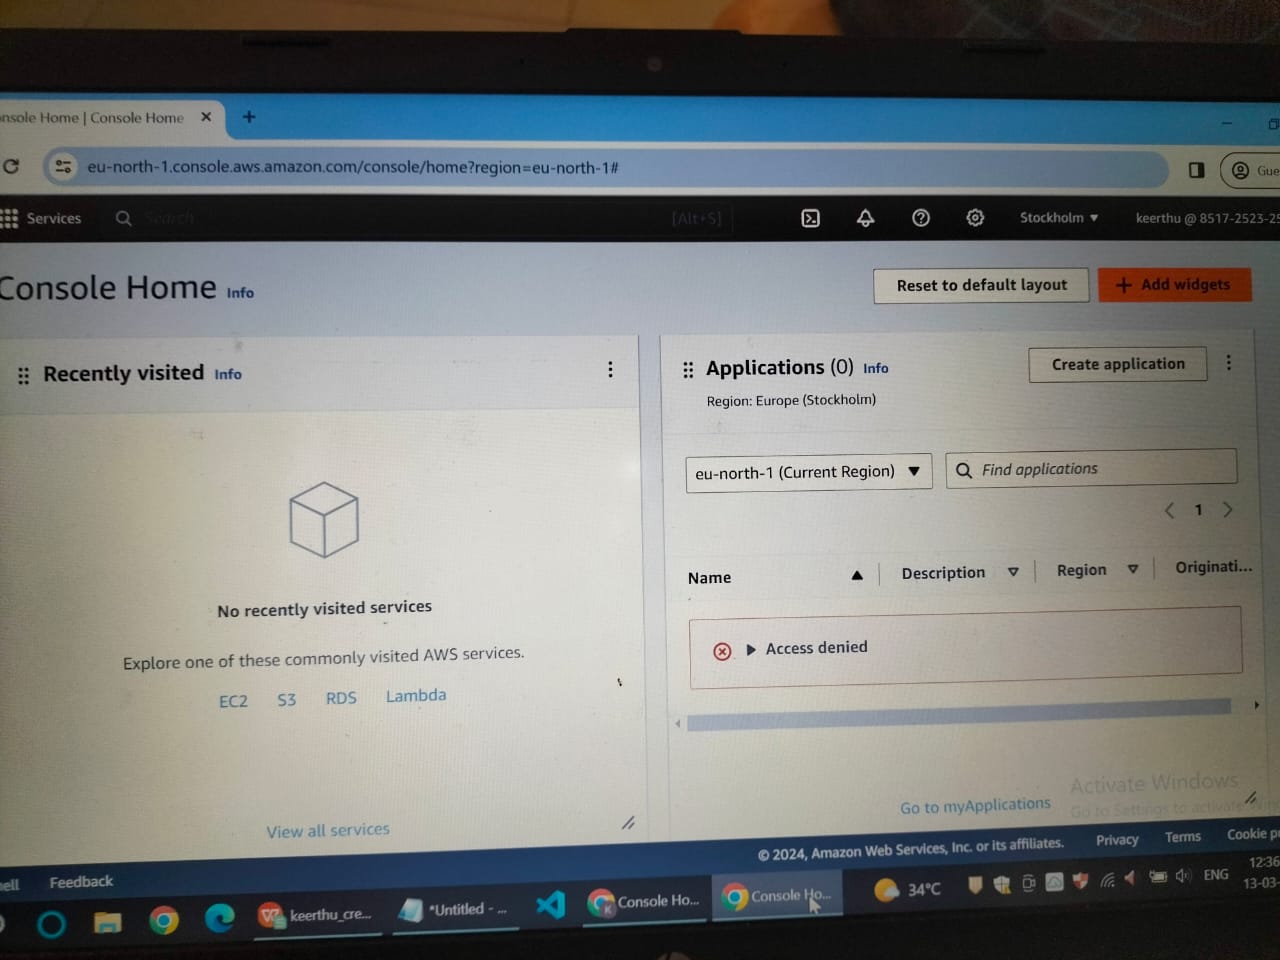 onsole Home | Console Home
eu-north-1.console.aws.amazon.com/console/home?region=eu-north-1#
Gue
Services
Search
[Alt+S]
Stockholm
keerthu @ 8517-2523-25
Console Home Info
Reset to default layout
+ Add widgets
Recently visited Info
Applications (0) Info
Create application
Region: Europe (Stockholm)
eu-north-1 (Current Region)
Find applications
1
No recently visited services
Explore one of these commonly visited AWS services.
EC2 S3 RDS Lambda
View all services
Name Description Region Originati...
Access denied
Go to myApplications
Activate Windows
Go to Settings to activate
ell Feedback
© 2024, Amazon Web Services, Inc. or its affiliates. Privacy Terms Cookie p
keerthu_cre...
*Untitled - ...
Console Ho...
Console Ho...
34°C
ENG
12:36
13-03-